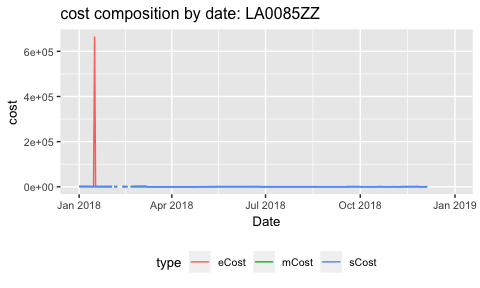 cost composition by date: LA0085ZZ
cost
6e+05
4e+05
2e+05
0e+00
Jan 2018 Apr 2018 Jul 2018 Oct 2018 Jan 2019
Date
type eCost mCost sCost